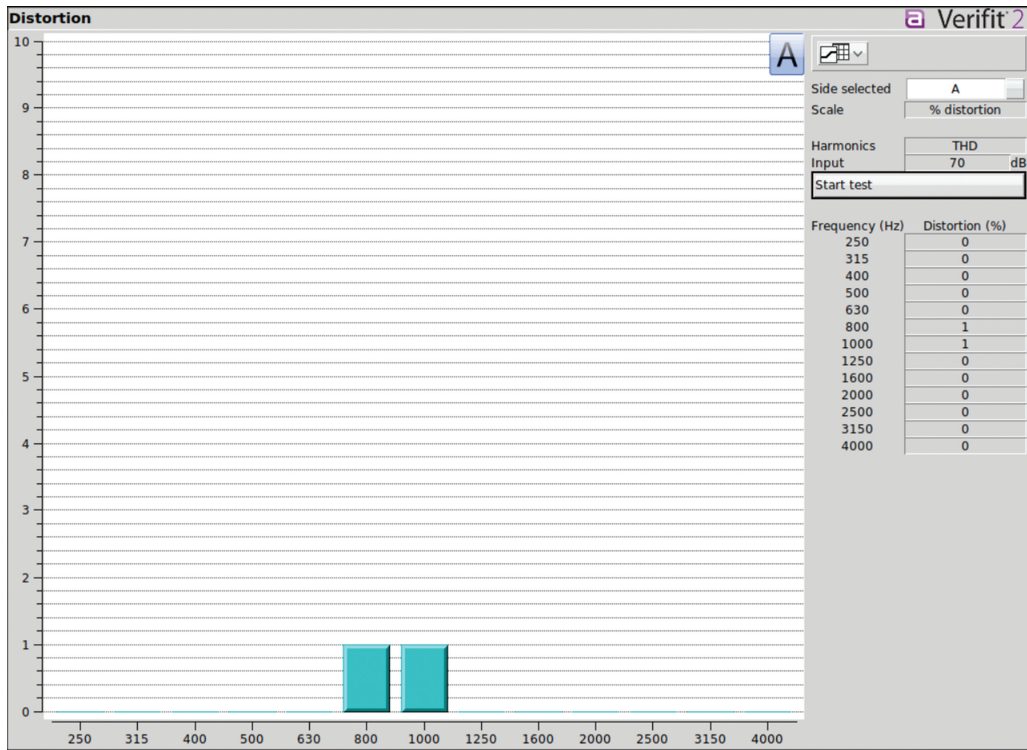 Distortion
a Verifit 2
10
9
8
7
6
5
4
3
2
1
0
250 315 400 500 630 800 1000 1250 1600 2000 2500 3150 4000
A
Side selected A
Scale % distortion
Harmonics THD
Input 70 dB
Start test
Frequency (Hz) Distortion (%)
250 0
315 0
400 0
500 0
630 0
800 1
1000 1
1250 0
1600 0
2000 0
2500 0
3150 0
4000 0